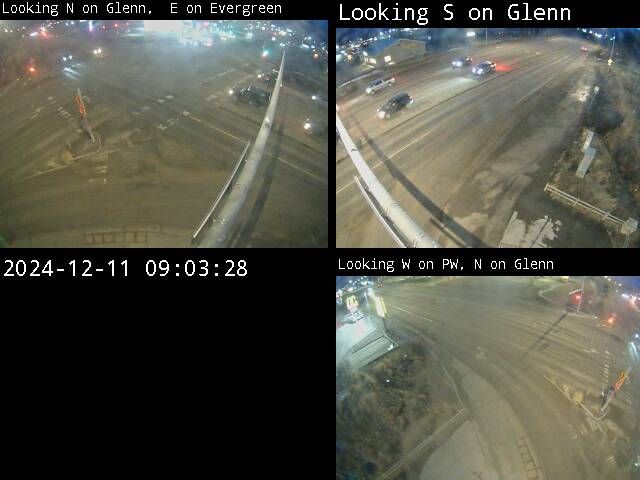 Looking N on Glenn, E on Evergreen
Looking S on Glenn
2024-12-11 09:03:28
Looking W on PW, N on Glenn